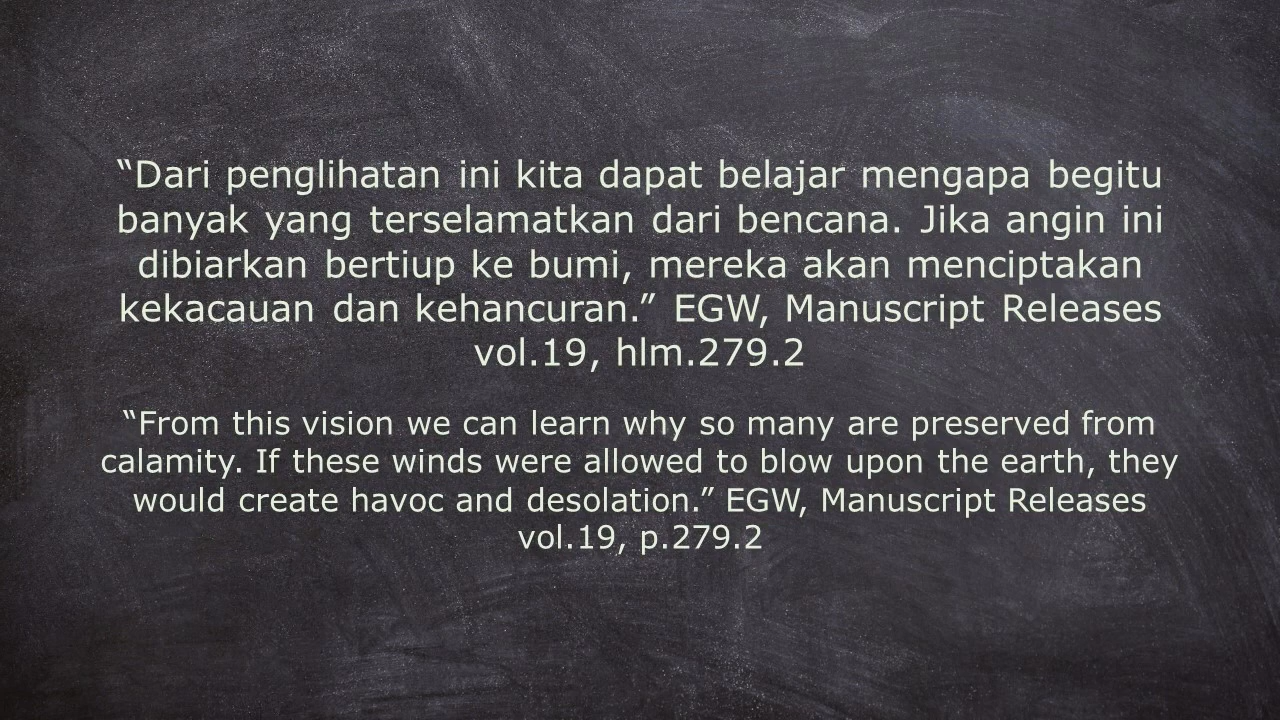 “Dari penglihatan ini kita dapat belajar mengapa begitu
banyak yang terselamatkan dari bencana. Jika angin ini
dibiarkan bertiup ke bumi, mereka akan menciptakan
kekacauan dan kehancuran.” EGW, Manuscript Releases
vol.19, hlm.279.2
“From this vision we can learn why so many are preserved from
calamity. If these winds were allowed to blow upon the earth, they
would create havoc and desolation.” EGW, Manuscript Releases
vol.19, p.279.2